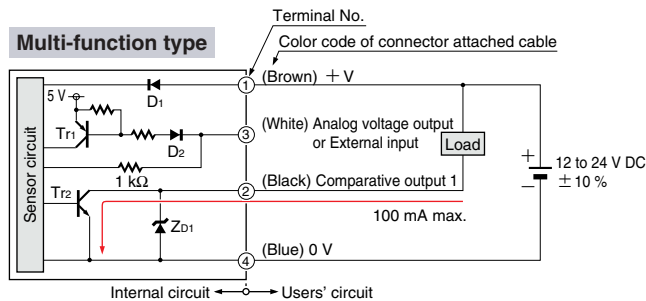 Terminal No.
Multi-function type
Color code of connector attached cable
1 (Brown) +V
5 V
D1
Tr1
D2
3 (White) Analog voltage output
or External input
Load
Sensor circuit
1 kΩ
+
−
12 to 24 V DC
± 10 %
Tr2
2 (Black) Comparative output 1
100 mA max.
ZD1
4 (Blue) 0 V
Internal circuit
Users' circuit